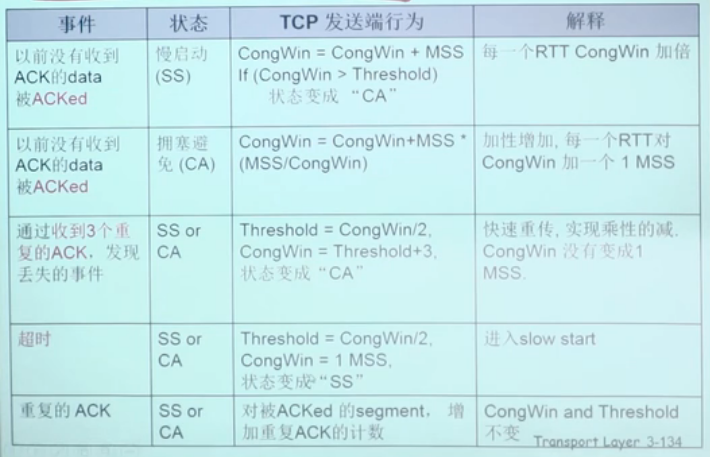 事件 状态 TCP 发送端行为 解释
以前没有收到
ACK的data
被ACKed
慢启动
(SS)
CongWin = CongWin + MSS
If (CongWin > Threshold)
状态变成 “CA”
每一个RTT CongWin 加倍
以前没有收到
ACK的data
被ACKed
拥塞避
免 (CA)
CongWin = CongWin+MSS *
(MSS/CongWin)
加性增加, 每一个RTT对
CongWin 加一个 1 MSS
通过收到3个重
复的ACK，发现
丢失的事件
SS or
CA
Threshold = CongWin/2,
CongWin = Threshold+3,
状态变成“CA”
快速重传, 实现乘性的减.
CongWin 没有变成1
MSS.
超时
SS or
CA
Threshold = CongWin/2,
CongWin = 1 MSS,
状态变成“SS”
进入slow start
重复的 ACK
SS or
CA
对被ACKed 的segment， 增
加重复ACK的计数
CongWin and Threshold
不变
Transport Layer 3-134